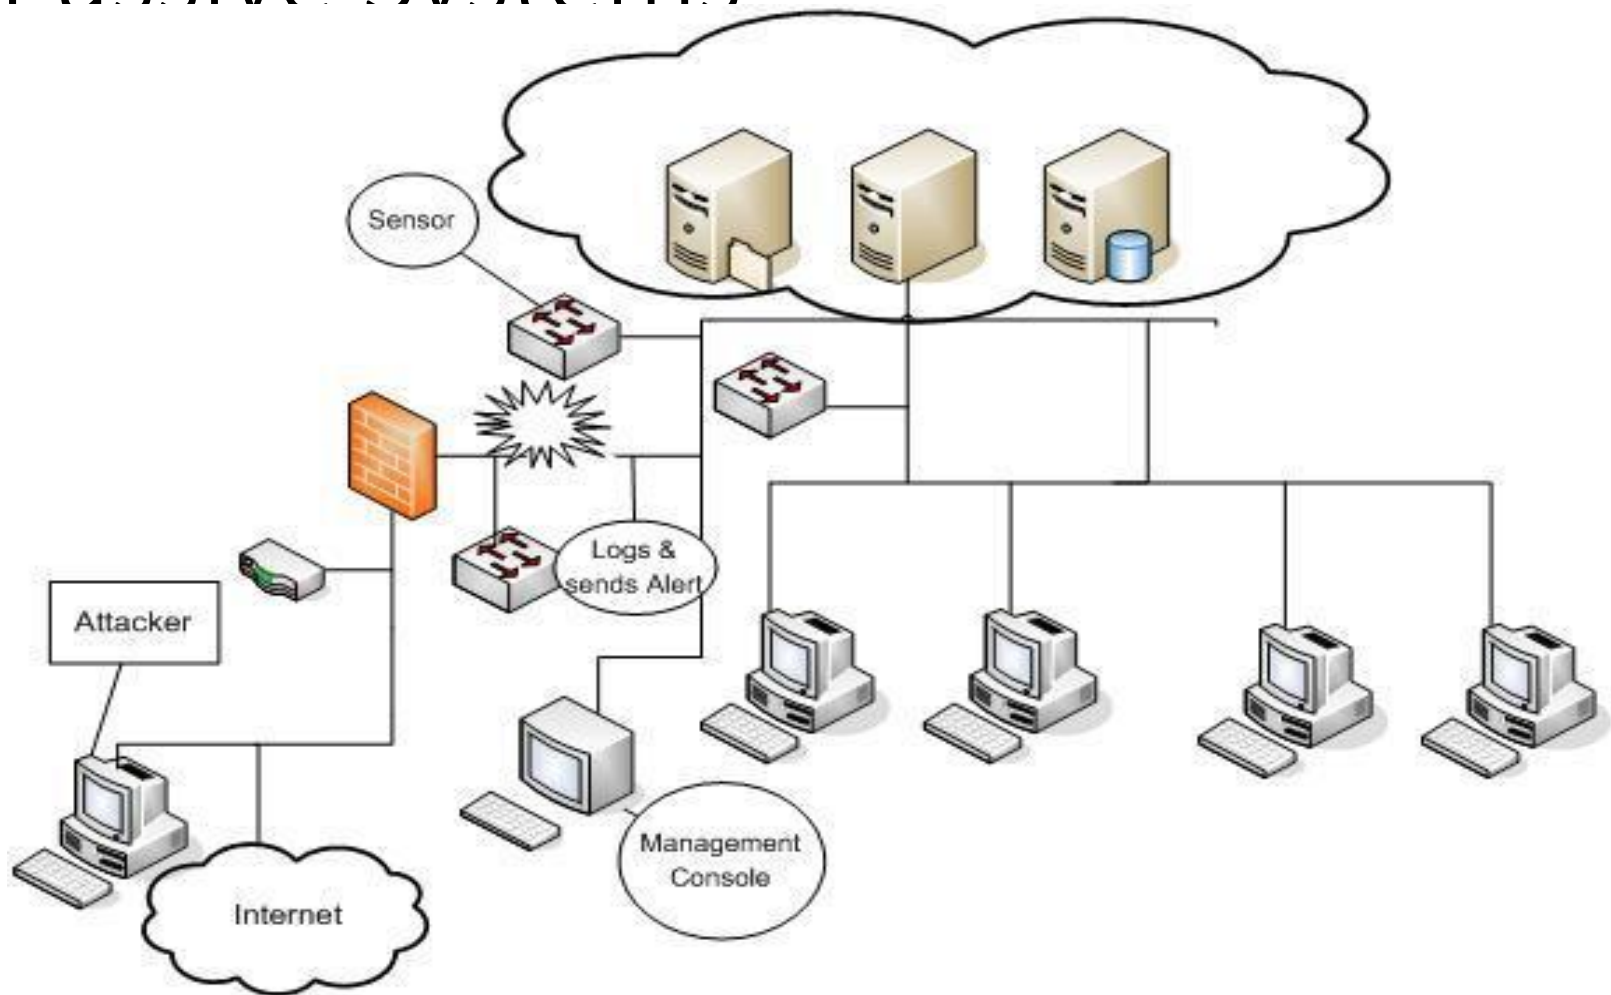 Sensor
Logs &
sends Alert
Attacker
Management
Console
Internet